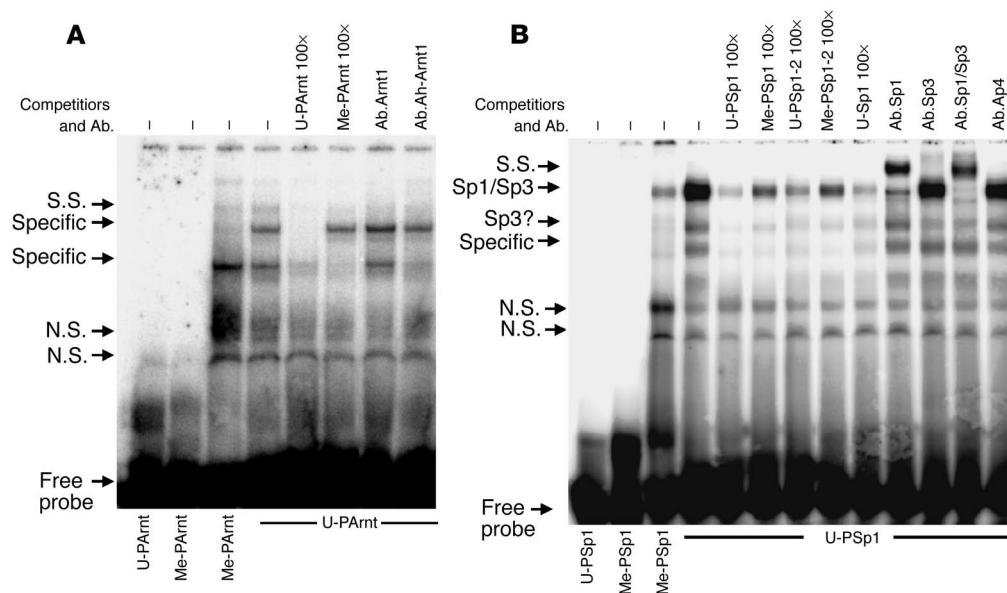 A
Competitiors
and Ab.
–
–
–
–
U-PArnt 100×
Me-PArnt 100×
Ab.Arnt1
Ab.Ah-Arnt1
S.S.
Specific
Specific
N.S.
N.S.
Free
probe
U-PArnt
Me-PArnt
Me-PArnt
U-PArnt
B
Competitors
and Ab.
–
–
–
–
U-PSp1 100×
Me-PSp1 100×
U-PSp1-2 100×
Me-PSp1-2 100×
U-Sp1 100×
Ab.Sp1
Ab.Sp3
Ab.Sp1/Sp3
Ab.Ap4
S.S.
Sp1/Sp3
Sp3?
Specific
N.S.
N.S.
Free
probe
U-PSp1
Me-PSp1
Me-PSp1
U-PSp1